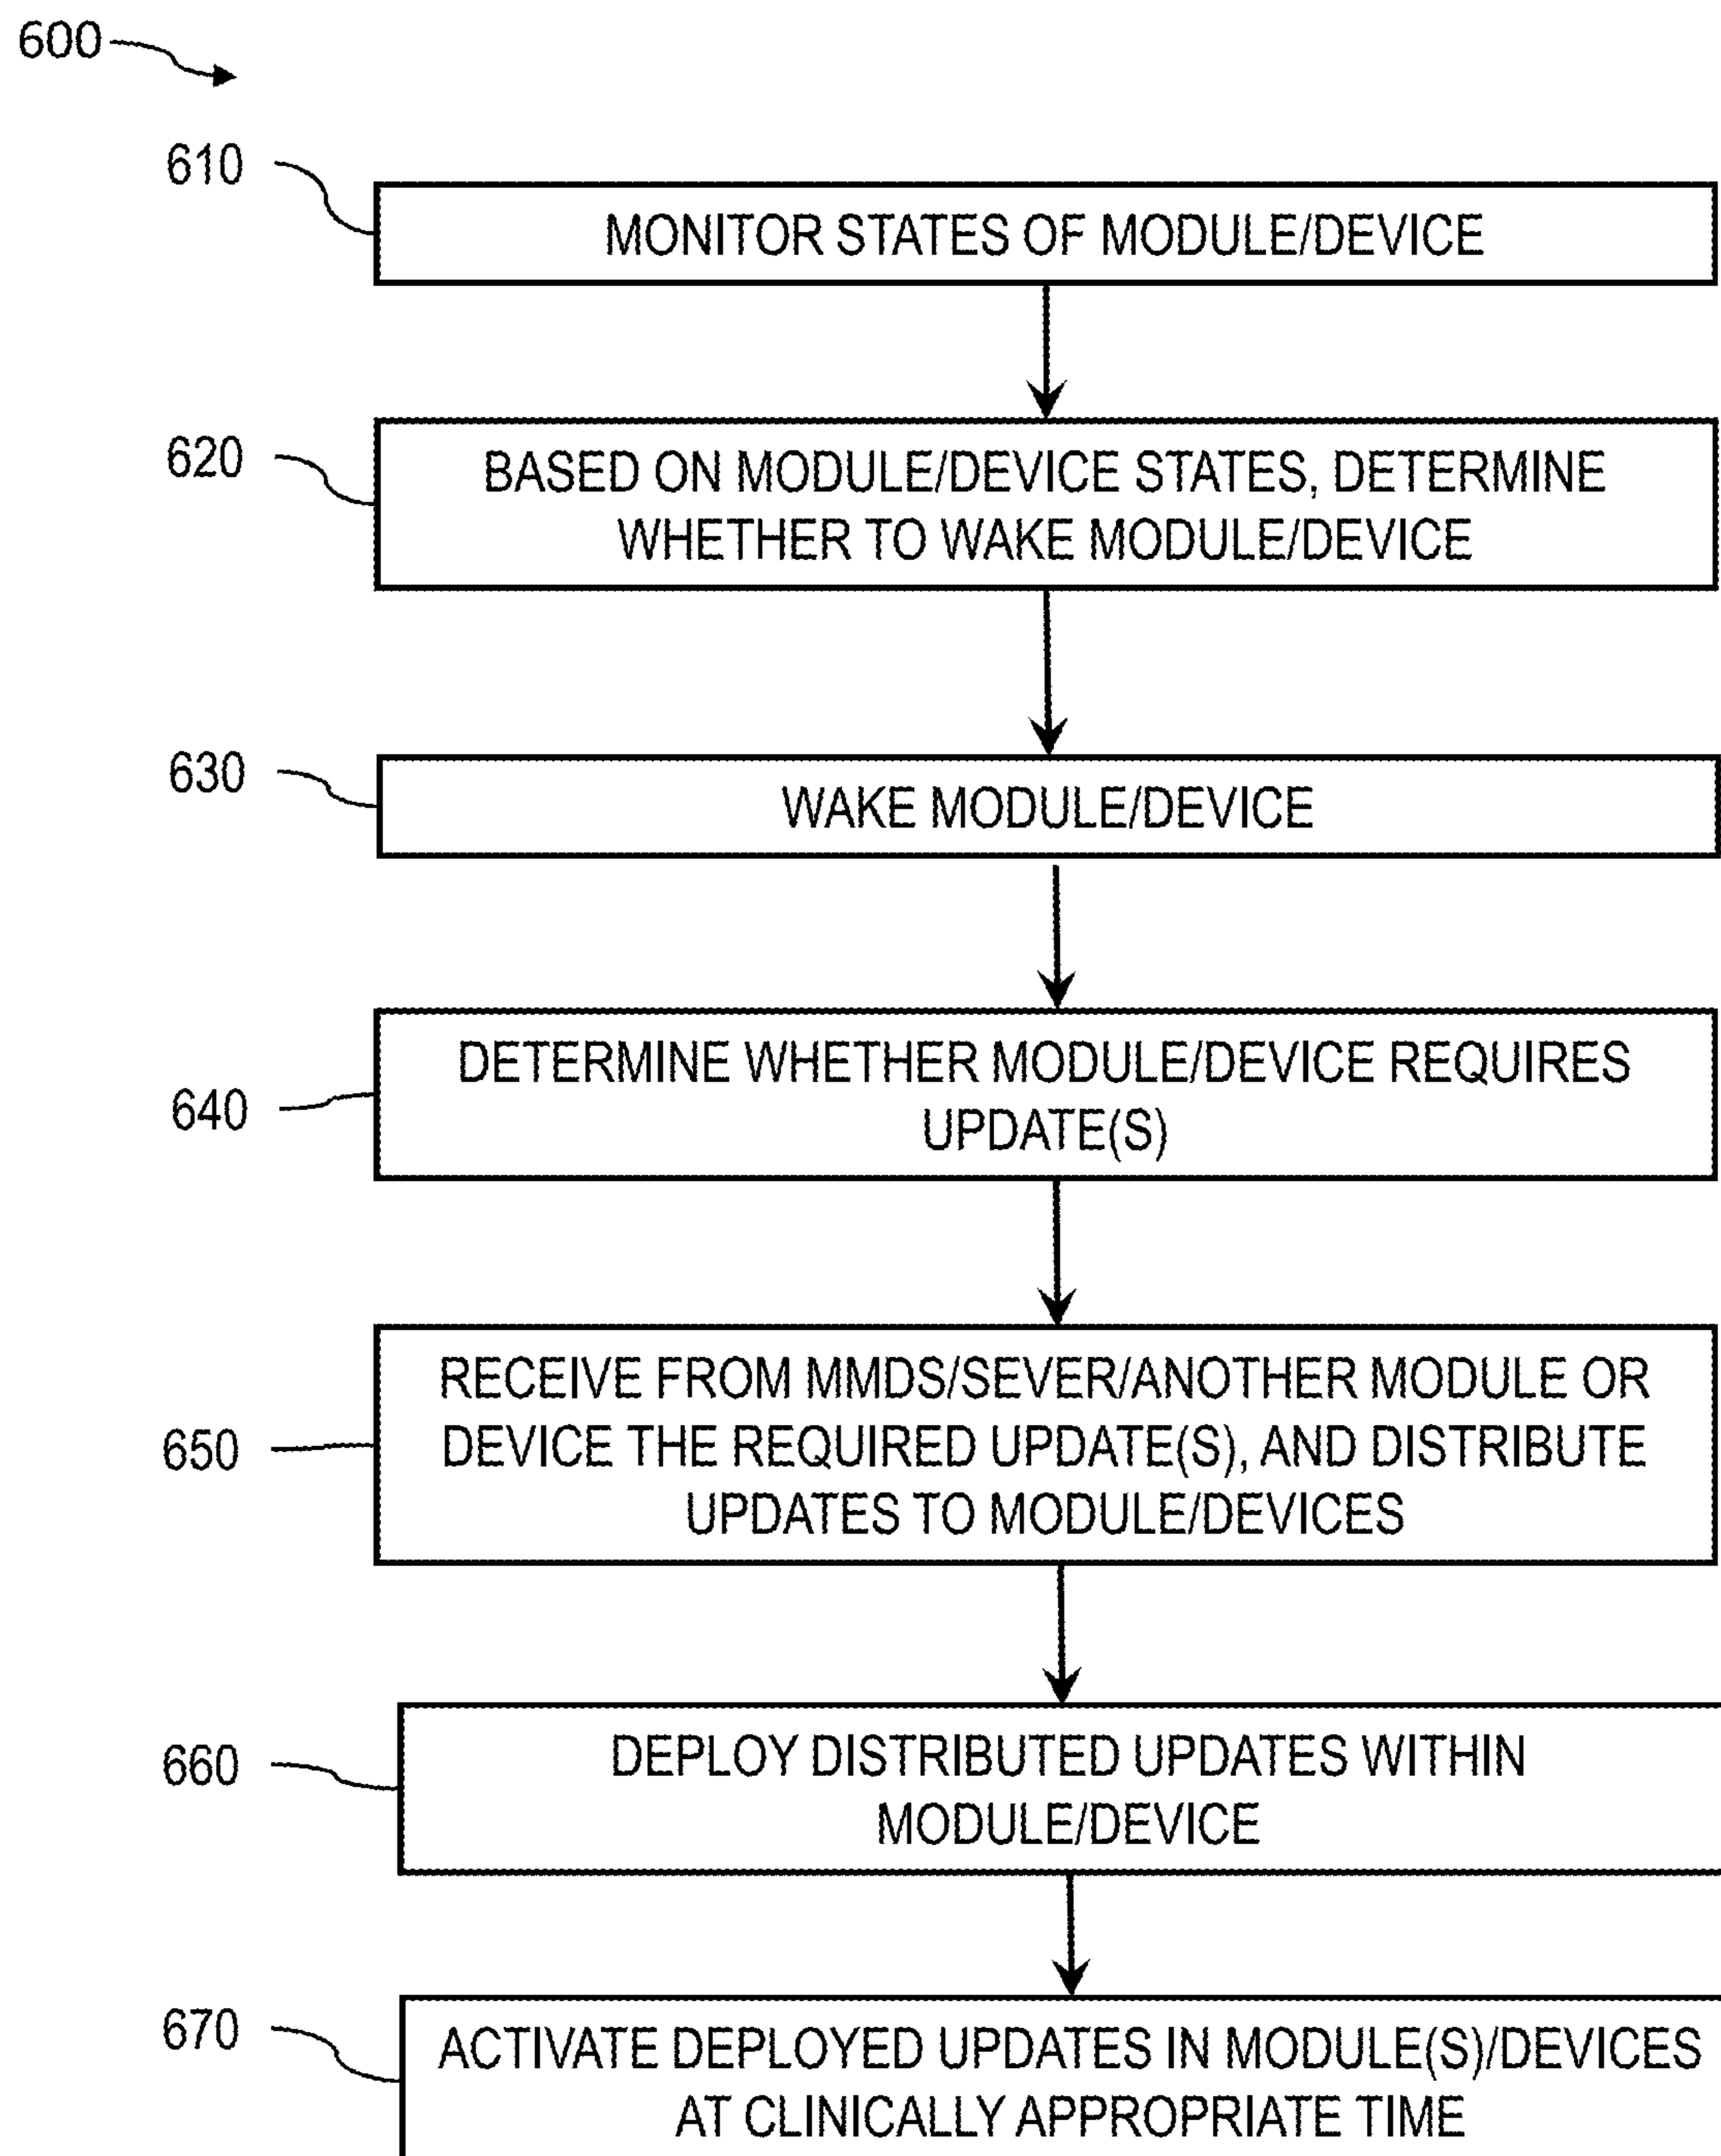 600
610
MONITOR STATES OF MODULE/DEVICE
620
BASED ON MODULE/DEVICE STATES, DETERMINE
WHETHER TO WAKE MODULE/DEVICE
630
WAKE MODULE/DEVICE
640
DETERMINE WHETHER MODULE/DEVICE REQUIRES
UPDATE(S)
650
RECEIVE FROM MMDS/SEVER/ANOTHER MODULE OR
DEVICE THE REQUIRED UPDATE(S), AND DISTRIBUTE
UPDATES TO MODULE/DEVICES
660
DEPLOY DISTRIBUTED UPDATES WITHIN
MODULE/DEVICE
670
ACTIVATE DEPLOYED UPDATES IN MODULE(S)/DEVICES
AT CLINICALLY APPROPRIATE TIME